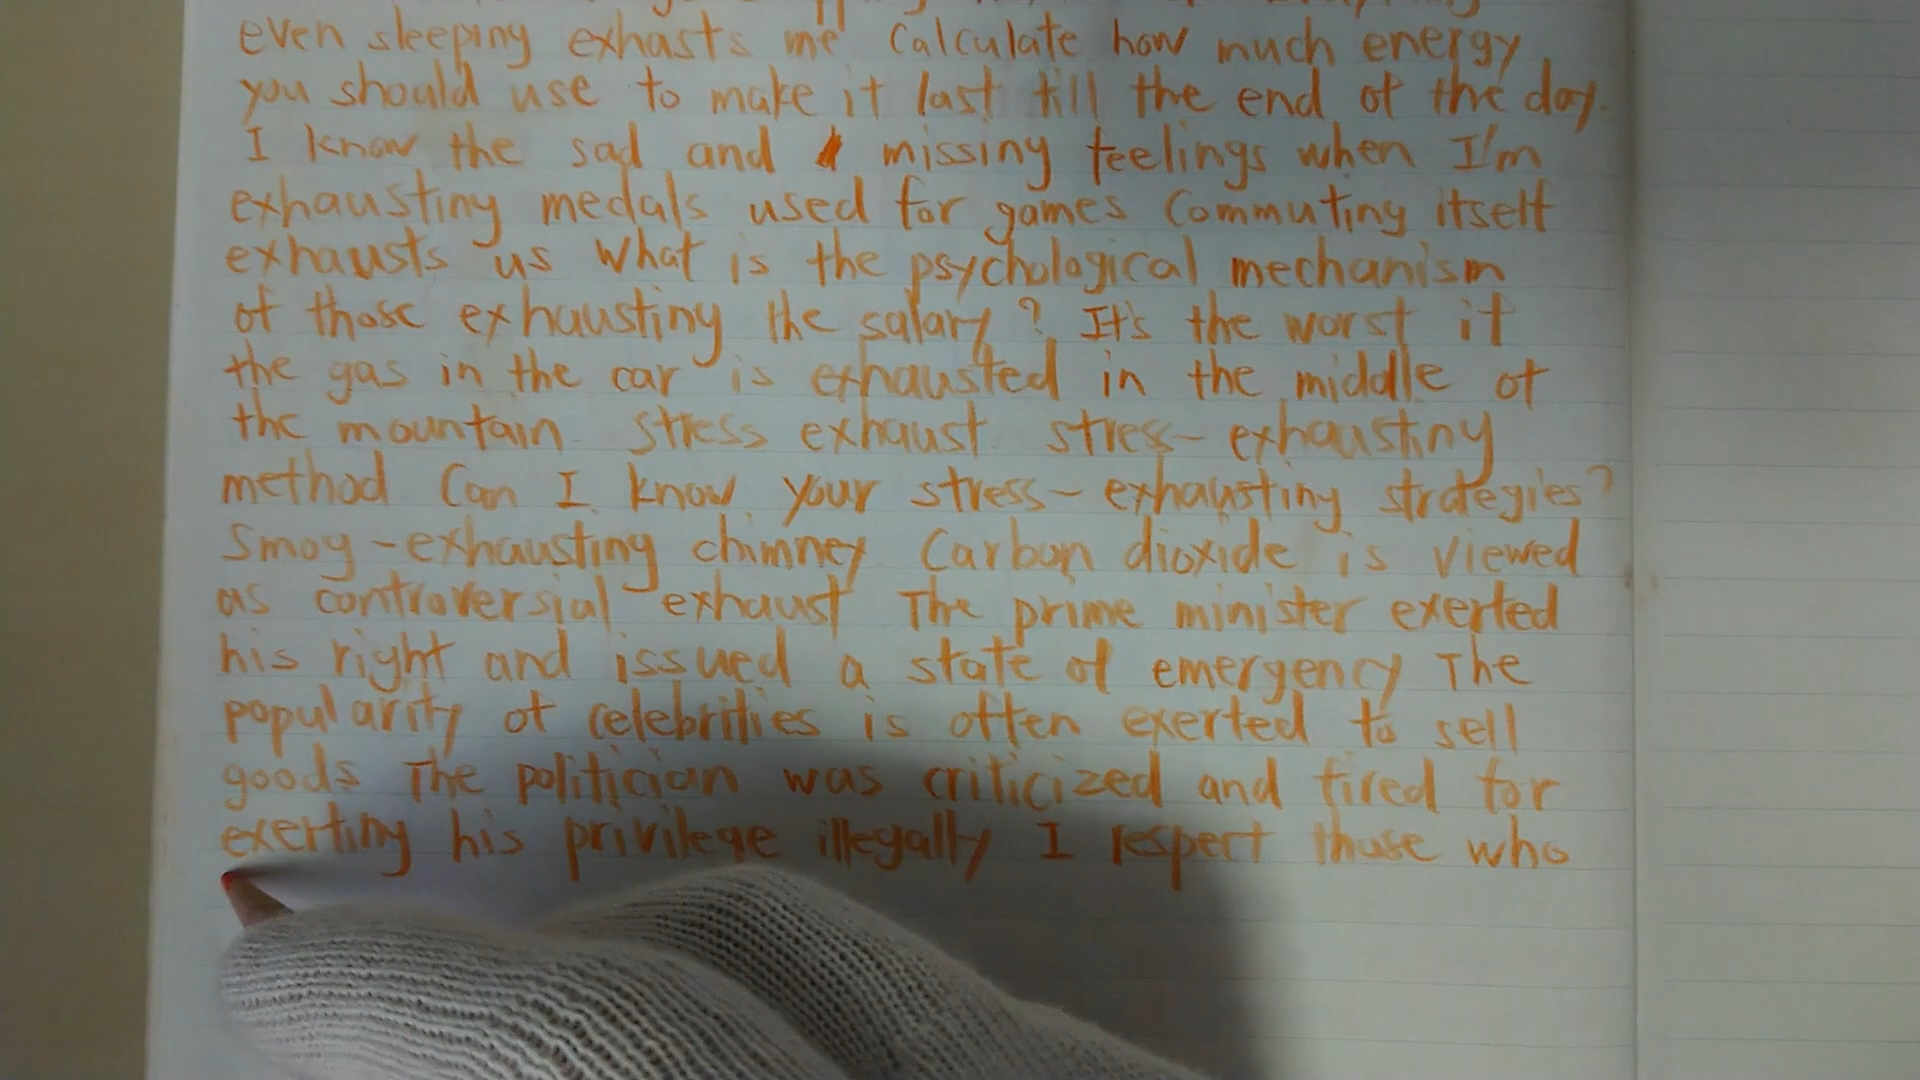 even sleeping exhasts me Calculate how much energy
you should use to make it last till the end of the day.
I know the sad and missing feelings when I'm
exhausting medals used for games Commuting itself
exhausts us What is the psychological mechanism
of those exhausting the salary? It's the worst if
the gas in the car is exhausted in the middle of
the mountain Stress exhaust stress-exhausting
method Can I know your stress-exhausting strategies?
Smog-exhausting chimney Carbon dioxide is viewed
as controversial exhaust The prime minister exerted
his right and issued a state of emergency The
popularity of celebrities is often exerted to sell
goods The politician was criticized and fired for
exerting his privilege illegally I respect those who